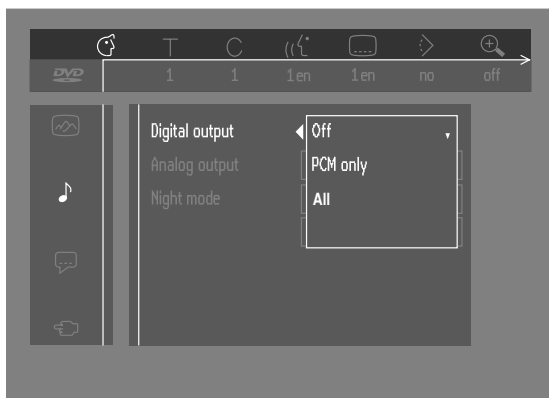 T C
DVD 1 1 1 en 1 en no off
Digital output Off
Analog output PCM only
Night mode All